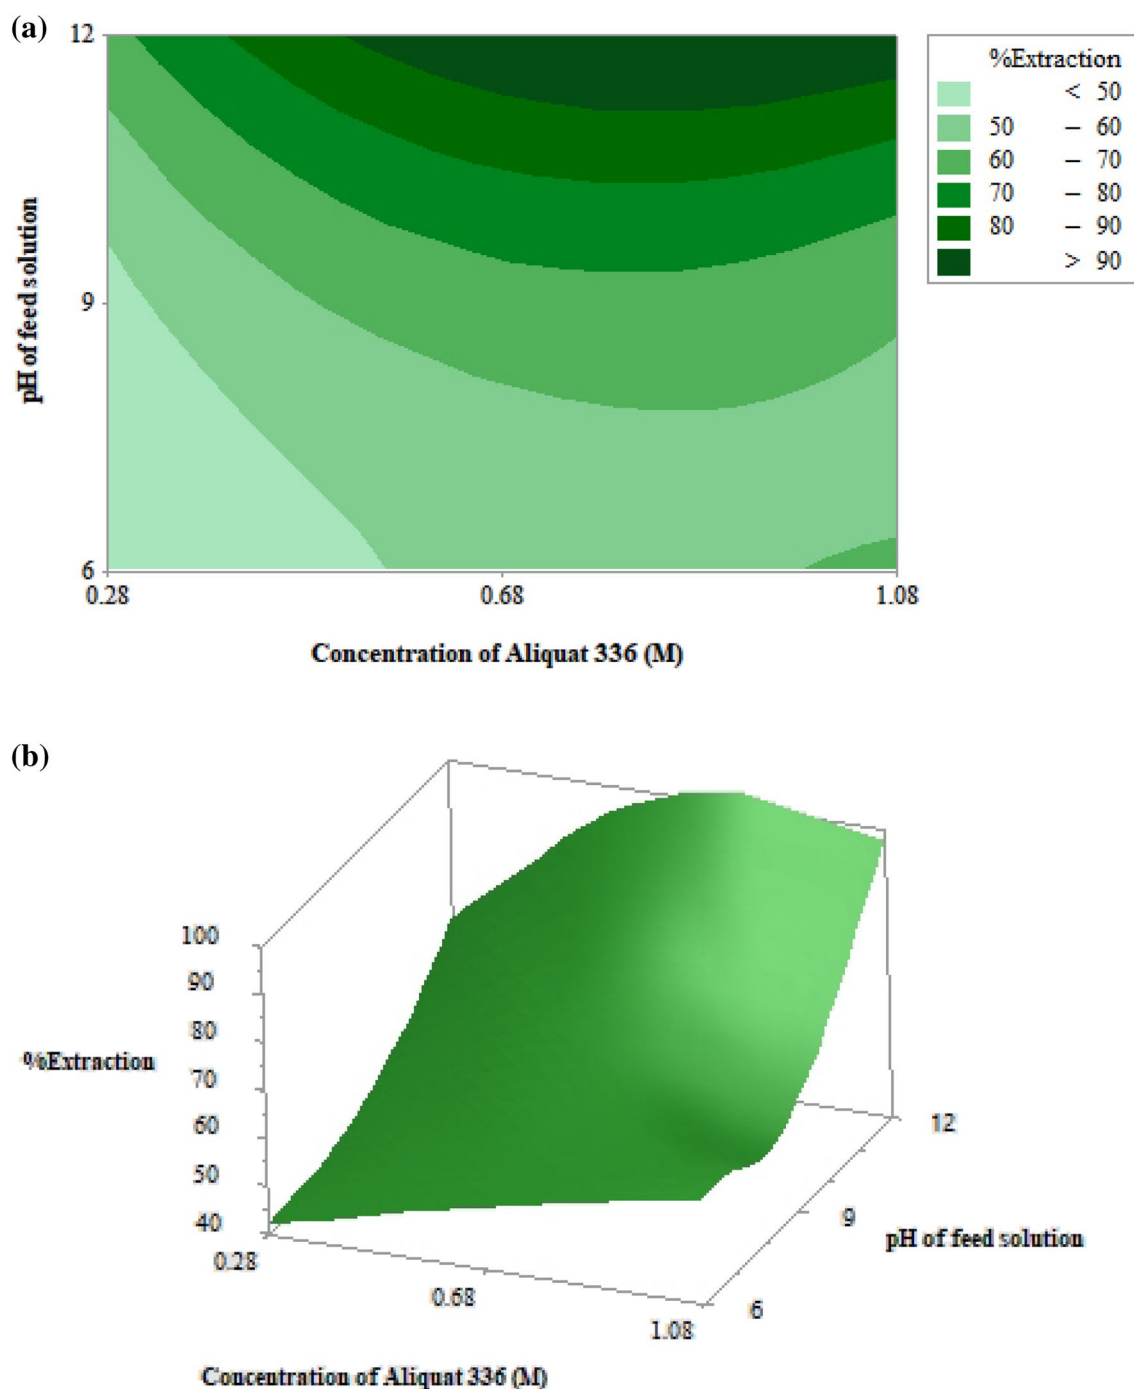 (a)
12
9
6
pH of feed solution
0.28 0.68 1.08
Concentration of Aliquat 336 (M)
%Extraction
< 50
50 – 60
60 – 70
70 – 80
80 – 90
> 90
(b)
100
90
80
70
60
50
40
%Extraction
0.28
0.68
1.08
Concentration of Aliquat 336 (M)
12
9
6
pH of feed solution